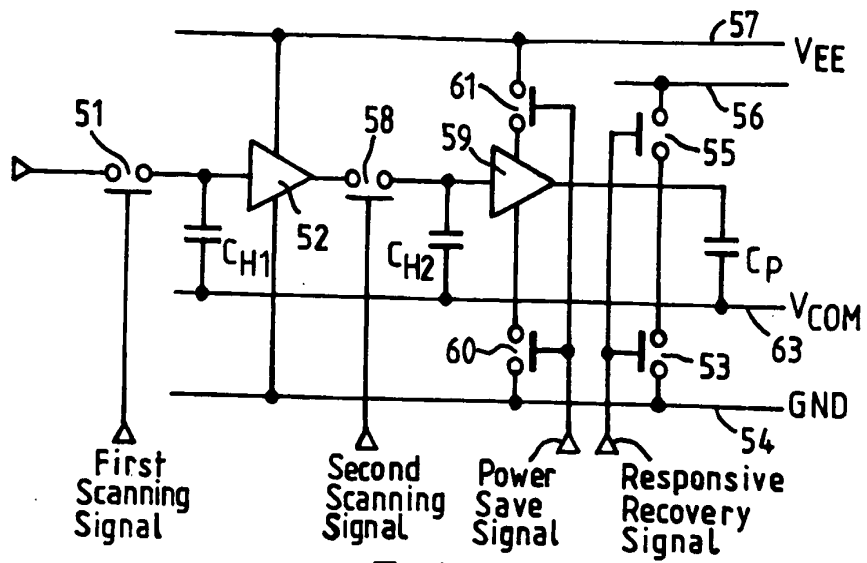 57
VEE
61
56
51
58
59
55
52
CH1
CH2
CP
VCOM
60
53
63
GND
54
First
Scanning
Signal
Second
Scanning
Signal
Power
Save
Signal
Responsive
Recovery
Signal